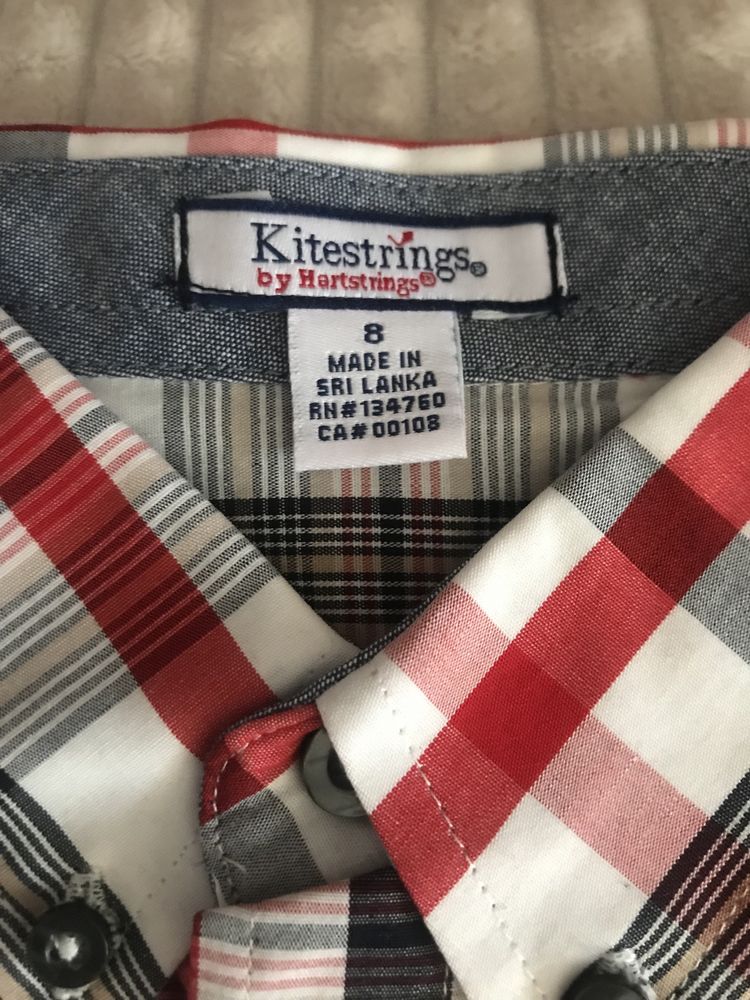 Kitestrings®
by Hartstrings®
8
MADE IN
SRI LANKA
RN#134760
CA#00108